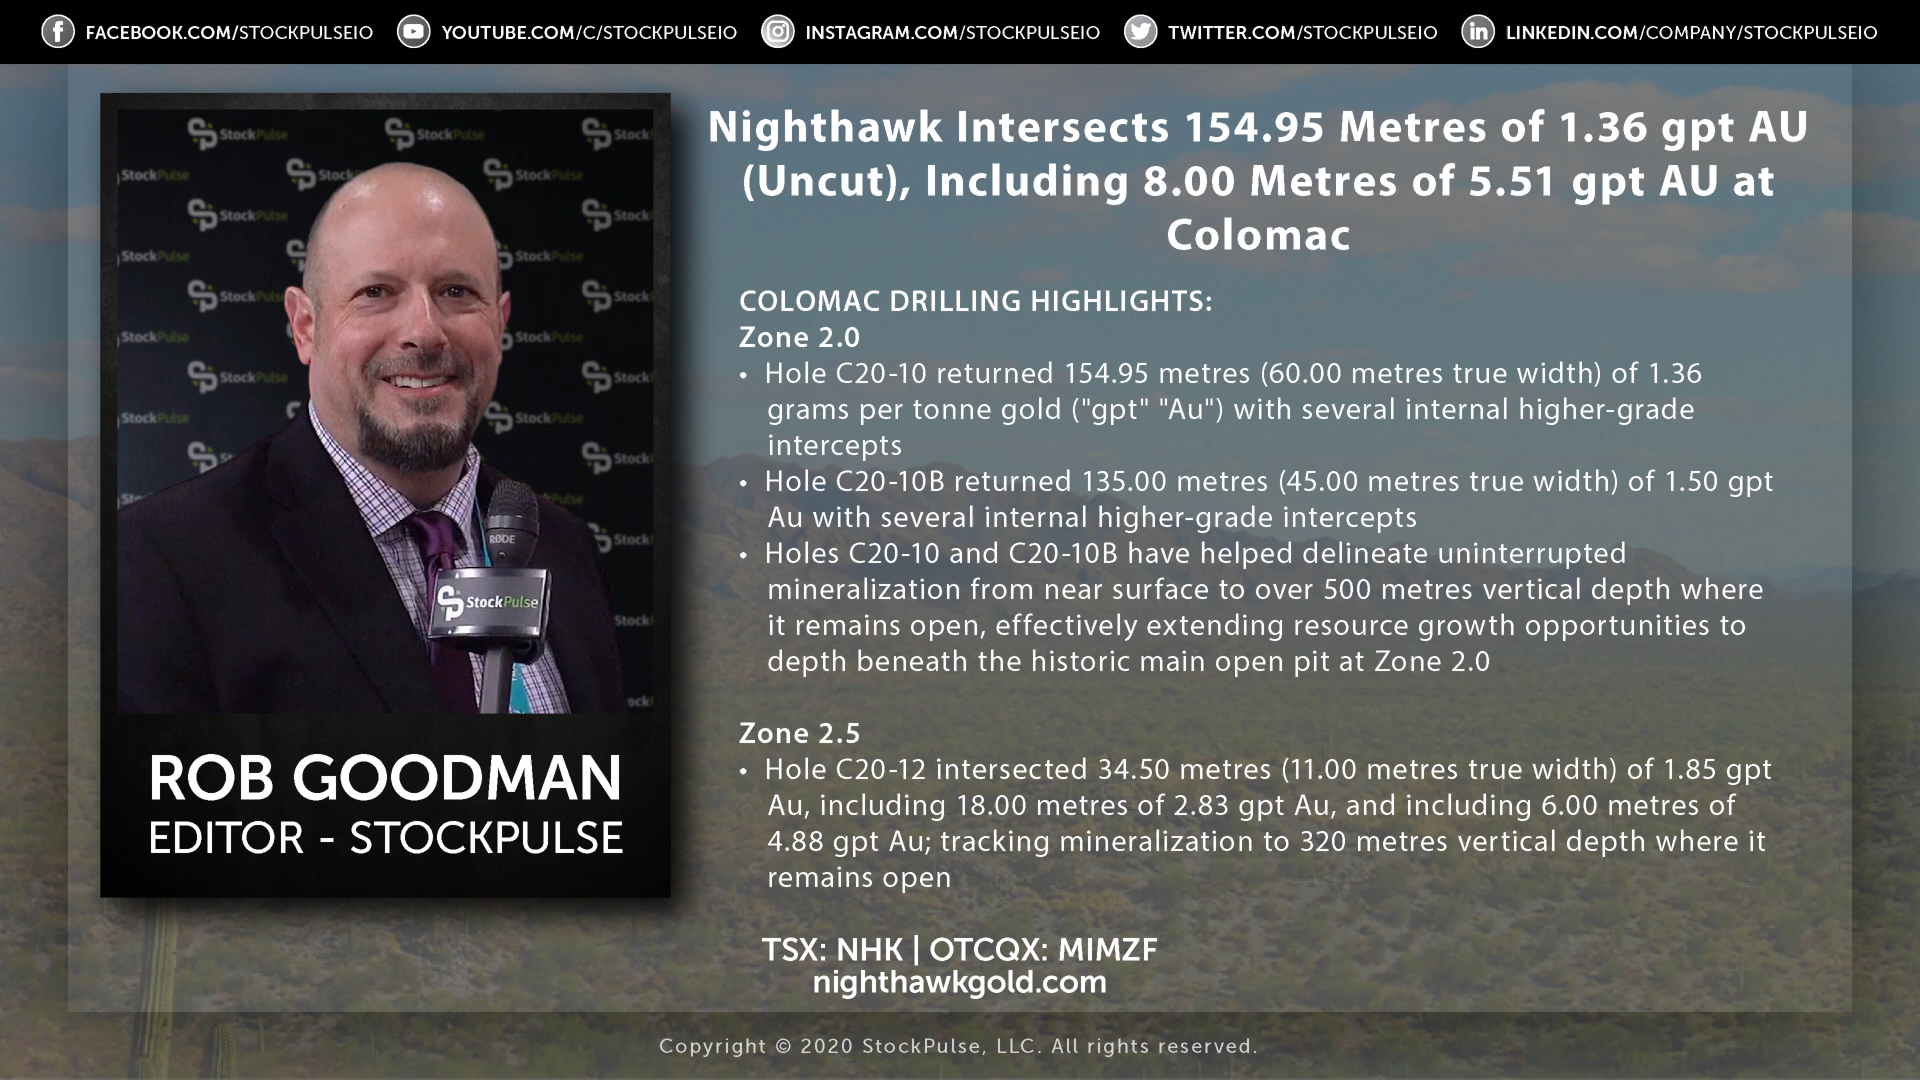 FACEBOOK.COM/STOCKPULSEIO
YOUTUBE.COM/C/STOCKPULSEIO
INSTAGRAM.COM/STOCKPULSEIO
TWITTER.COM/STOCKPULSEIO
LINKEDIN.COM/COMPANY/STOCKPULSEIO
StockPulse StockPulse StockPulse
StockPulse StockPulse StockPulse
RØDE
StockPulse
ROB GOODMAN
EDITOR - STOCKPULSE
Nighthawk Intersects 154.95 Metres of 1.36 gpt AU
(Uncut), Including 8.00 Metres of 5.51 gpt AU at
Colomac
COLOMAC DRILLING HIGHLIGHTS:
Zone 2.0
• Hole C20-10 returned 154.95 metres (60.00 metres true width) of 1.36
grams per tonne gold ("gpt" "Au") with several internal higher-grade
intercepts
• Hole C20-10B returned 135.00 metres (45.00 metres true width) of 1.50 gpt
Au with several internal higher-grade intercepts
• Holes C20-10 and C20-10B have helped delineate uninterrupted
mineralization from near surface to over 500 metres vertical depth where
it remains open, effectively extending resource growth opportunities to
depth beneath the historic main open pit at Zone 2.0
Zone 2.5
• Hole C20-12 intersected 34.50 metres (11.00 metres true width) of 1.85 gpt
Au, including 18.00 metres of 2.83 gpt Au, and including 6.00 metres of
4.88 gpt Au; tracking mineralization to 320 metres vertical depth where it
remains open
TSX: NHK | OTCQX: MIMZF
nighthawkgold.com
Copyright © 2020 StockPulse, LLC. All rights reserved.